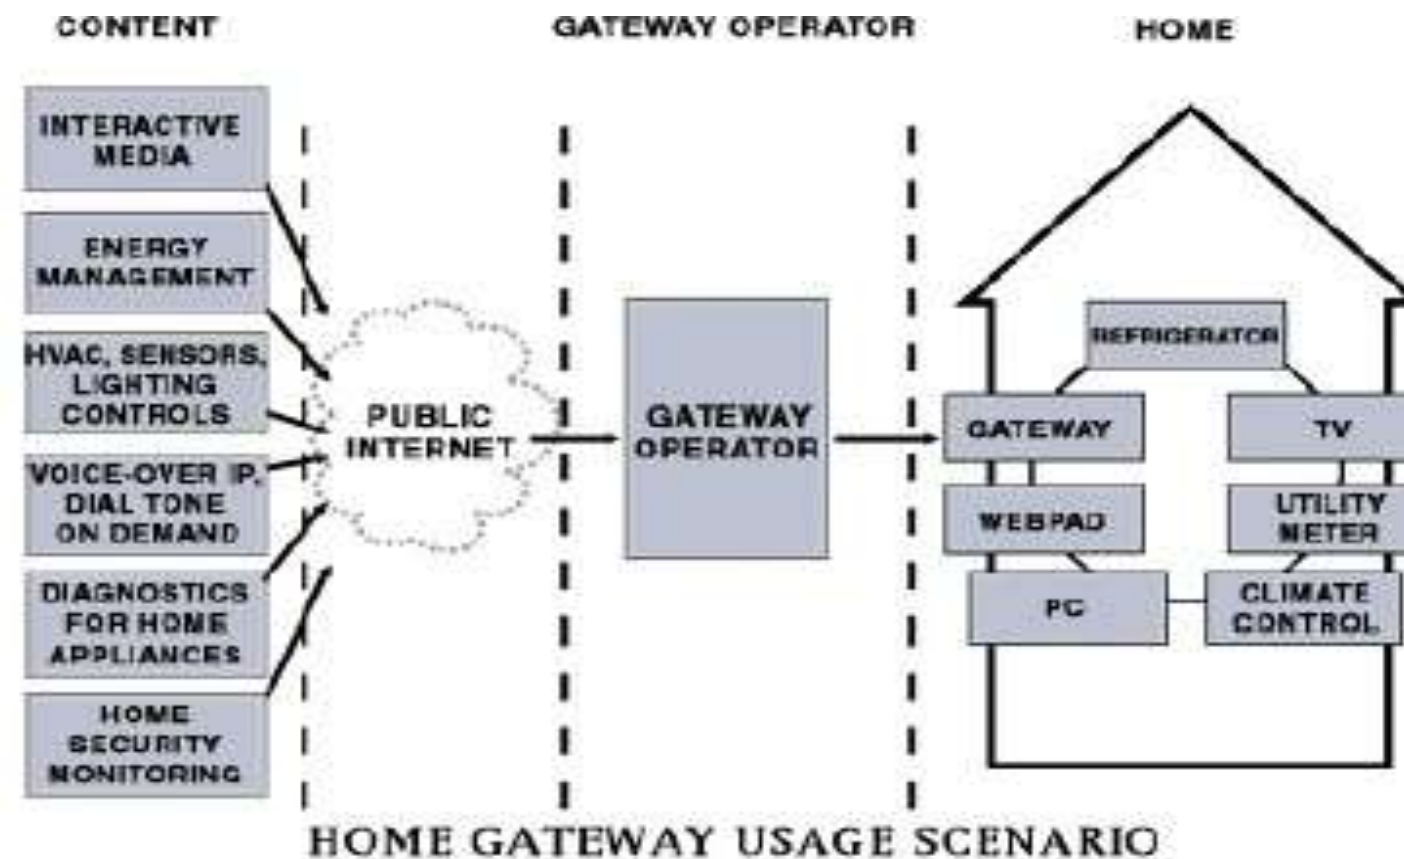 CONTENT
GATEWAY OPERATOR
HOME
INTERACTIVE
MEDIA
ENERGY
MANAGEMENT
HVAC, SENSORS,
LIGHTING
CONTROLS
VOICE-OVER IP,
DIAL TONE
ON DEMAND
DIAGNOSTICS
FOR HOME
APPLIANCES
HOME
SECURITY
MONITORING
PUBLIC
INTERNET
GATEWAY
OPERATOR
REFRIGERATOR
GATEWAY
TV
WEBPAD
UTILITY
METER
PC
CLIMATE
CONTROL
HOME GATEWAY USAGE SCENARIO